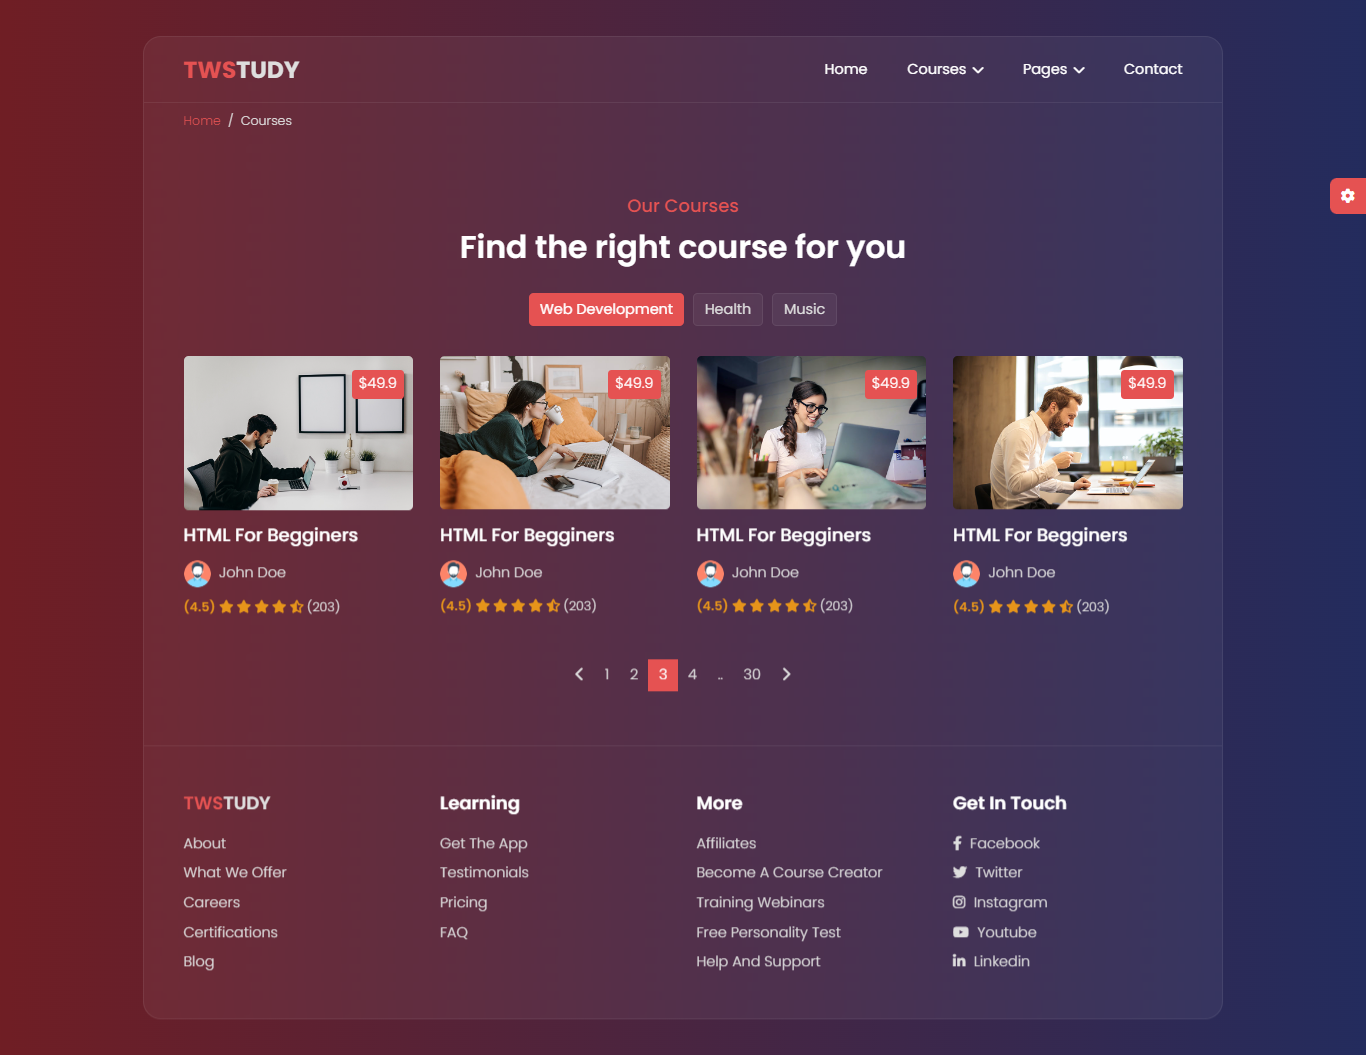 TWSTUDY
Home Courses Pages Contact
Home / Courses
Our Courses
Find the right course for you
Web Development Health Music
$49.9 $49.9 $49.9 $49.9
HTML For Begginers HTML For Begginers HTML For Begginers HTML For Begginers
John Doe John Doe John Doe John Doe
(4.5) (203) (4.5) (203) (4.5) (203) (4.5) (203)
1 2 3 4 .. 30
TWSTUDY
About
What We Offer
Careers
Certifications
Blog
Learning
Get The App
Testimonials
Pricing
FAQ
More
Affiliates
Become A Course Creator
Training Webinars
Free Personality Test
Help And Support
Get In Touch
Facebook
Twitter
Instagram
Youtube
Linkedin